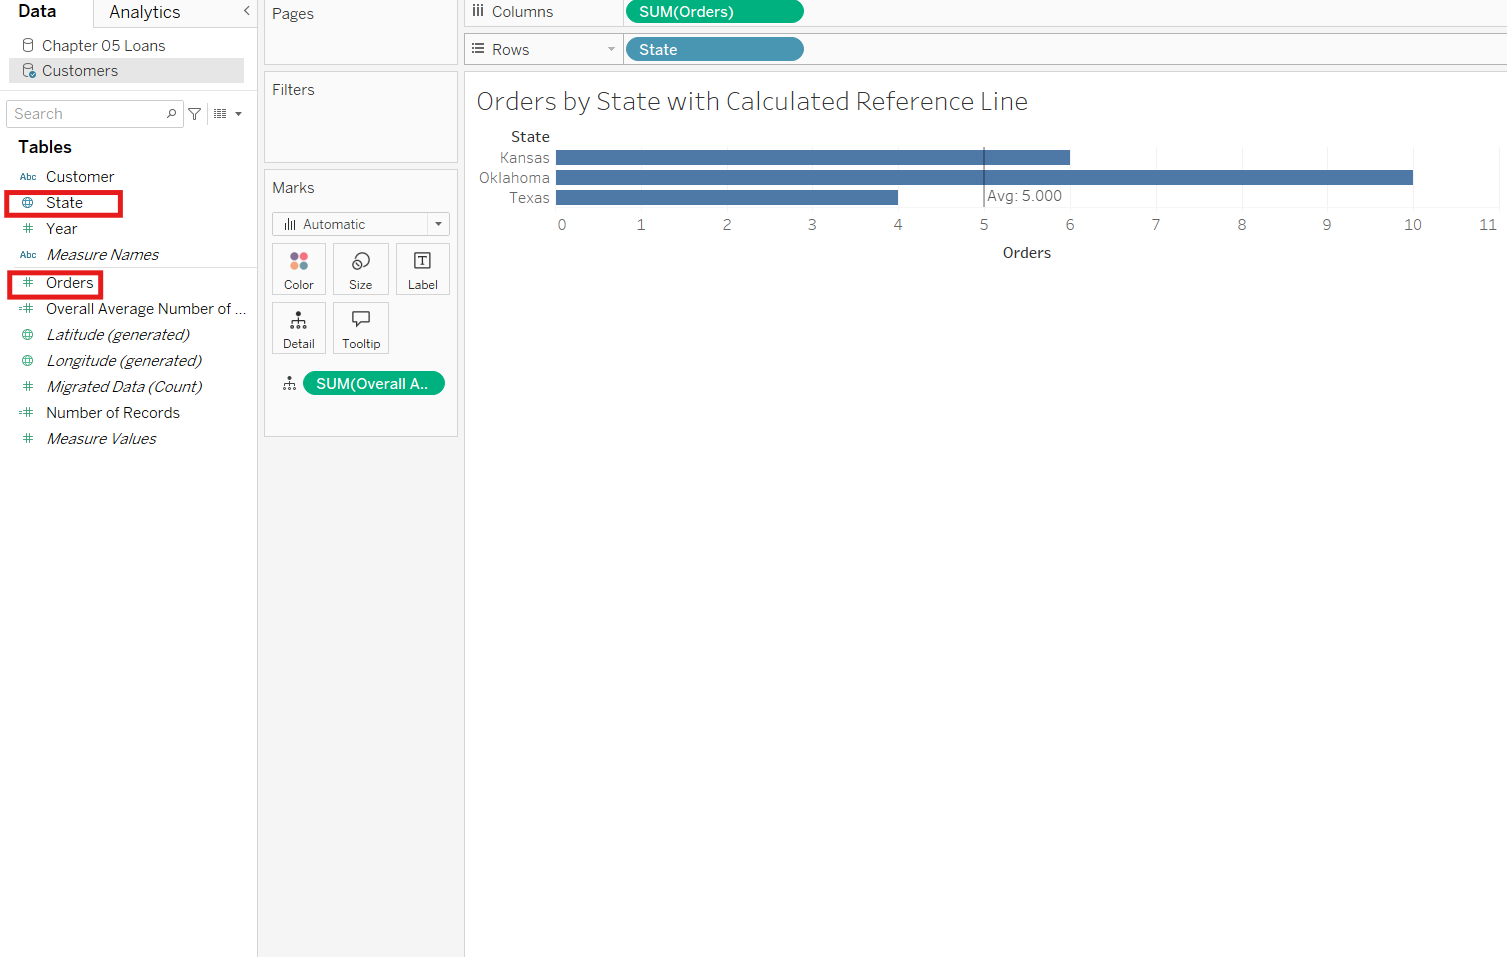 Data
Analytics
Chapter 05 Loans
Customers
Search
Tables
Abc Customer
State
Year
Abc Measure Names
Orders
Overall Average Number of ...
Latitude (generated)
Longitude (generated)
Migrated Data (Count)
Number of Records
Measure Values
Pages
Filters
Marks
Automatic
Color Size Label
Detail Tooltip
SUM(Overall A..
Columns SUM(Orders)
Rows State
Orders by State with Calculated Reference Line
State
Kansas
Oklahoma
Texas
Avg: 5.000
0 1 2 3 4 5 6 7 8 9 10 11
Orders